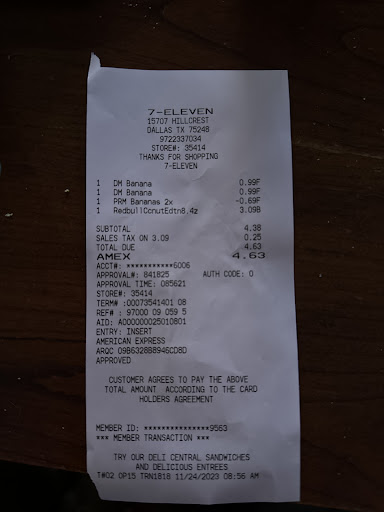 7-ELEVEN
15707 HILLCREST
DALLAS TX 75248
9722337034
STORE#: 35414
THANKS FOR SHOPPING
7-ELEVEN
1 DM Banana 0.99F
1 DM Banana 0.99F
1 PRM Bananas 2x -0.69F
1 RedbullCcnutEdtn8.4z 3.09B
SUBTOTAL 4.38
SALES TAX ON 3.09 0.25
TOTAL DUE 4.63
AMEX 4.63
ACCT#: ***********6006
APPROVAL#: 841825 AUTH CODE: 0
APPROVAL TIME: 085621
STORE#: 35414
TERM# :00073541401 08
REF# : 97000 09 059 5
AID: A000000025010801
ENTRY: INSERT
AMERICAN EXPRESS
ARQC 09B632888946CD8D
APPROVED
CUSTOMER AGREES TO PAY THE ABOVE
TOTAL AMOUNT ACCORDING TO THE CARD
HOLDERS AGREEMENT
MEMBER ID: ***************9563
*** MEMBER TRANSACTION ***
TRY OUR DELI CENTRAL SANDWICHES
AND DELICIOUS ENTREES
T#02 OP15 TRN1818 11/24/2023 08:56 AM